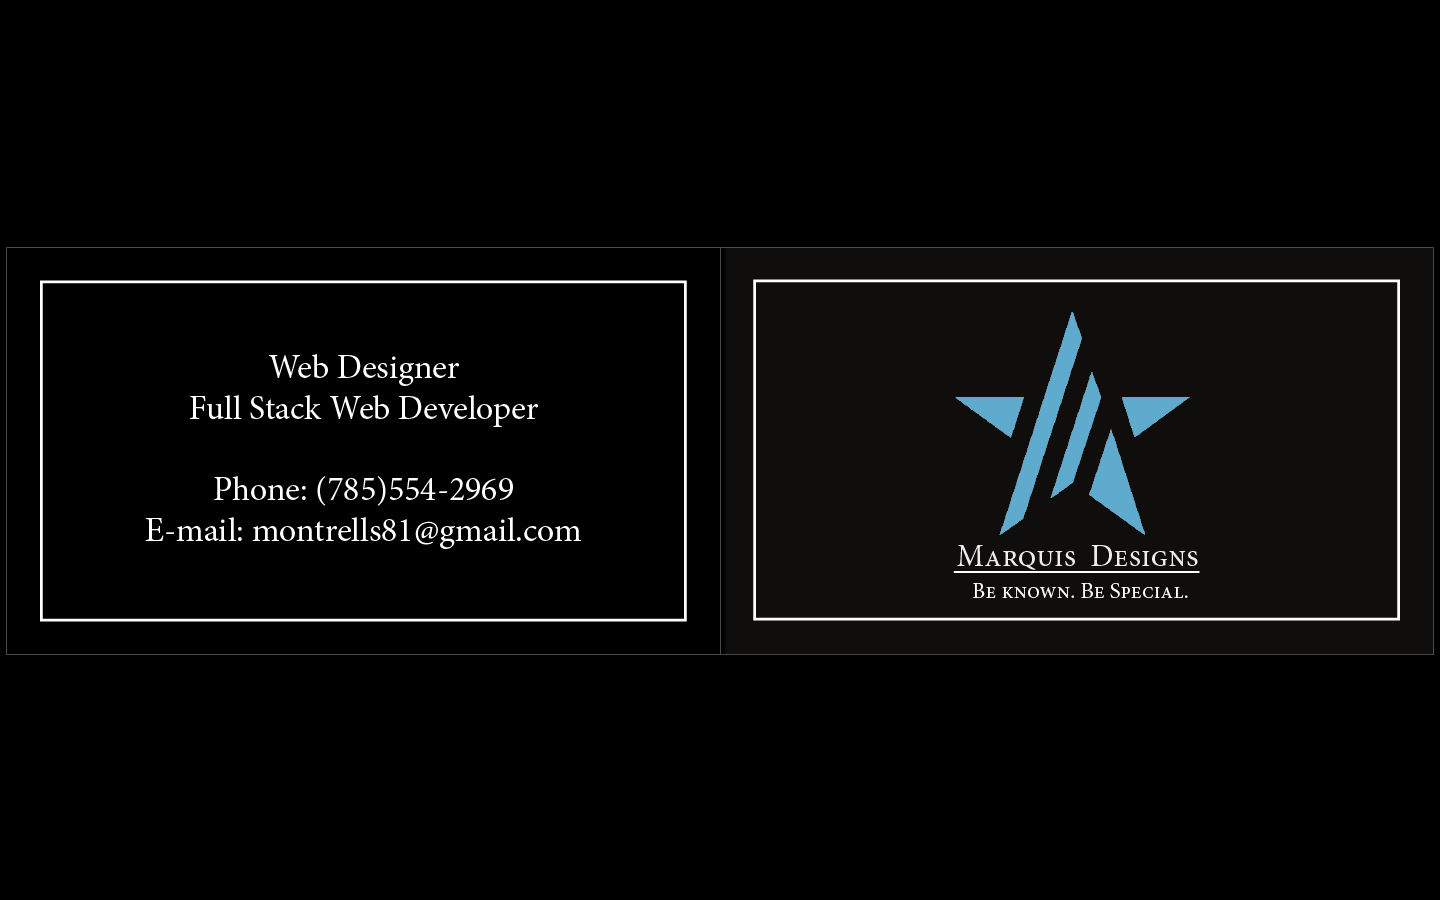 Web Designer
Full Stack Web Developer
Phone: (785)554-2969
E-mail: montrells81@gmail.com
Marquis Designs
Be known. Be Special.